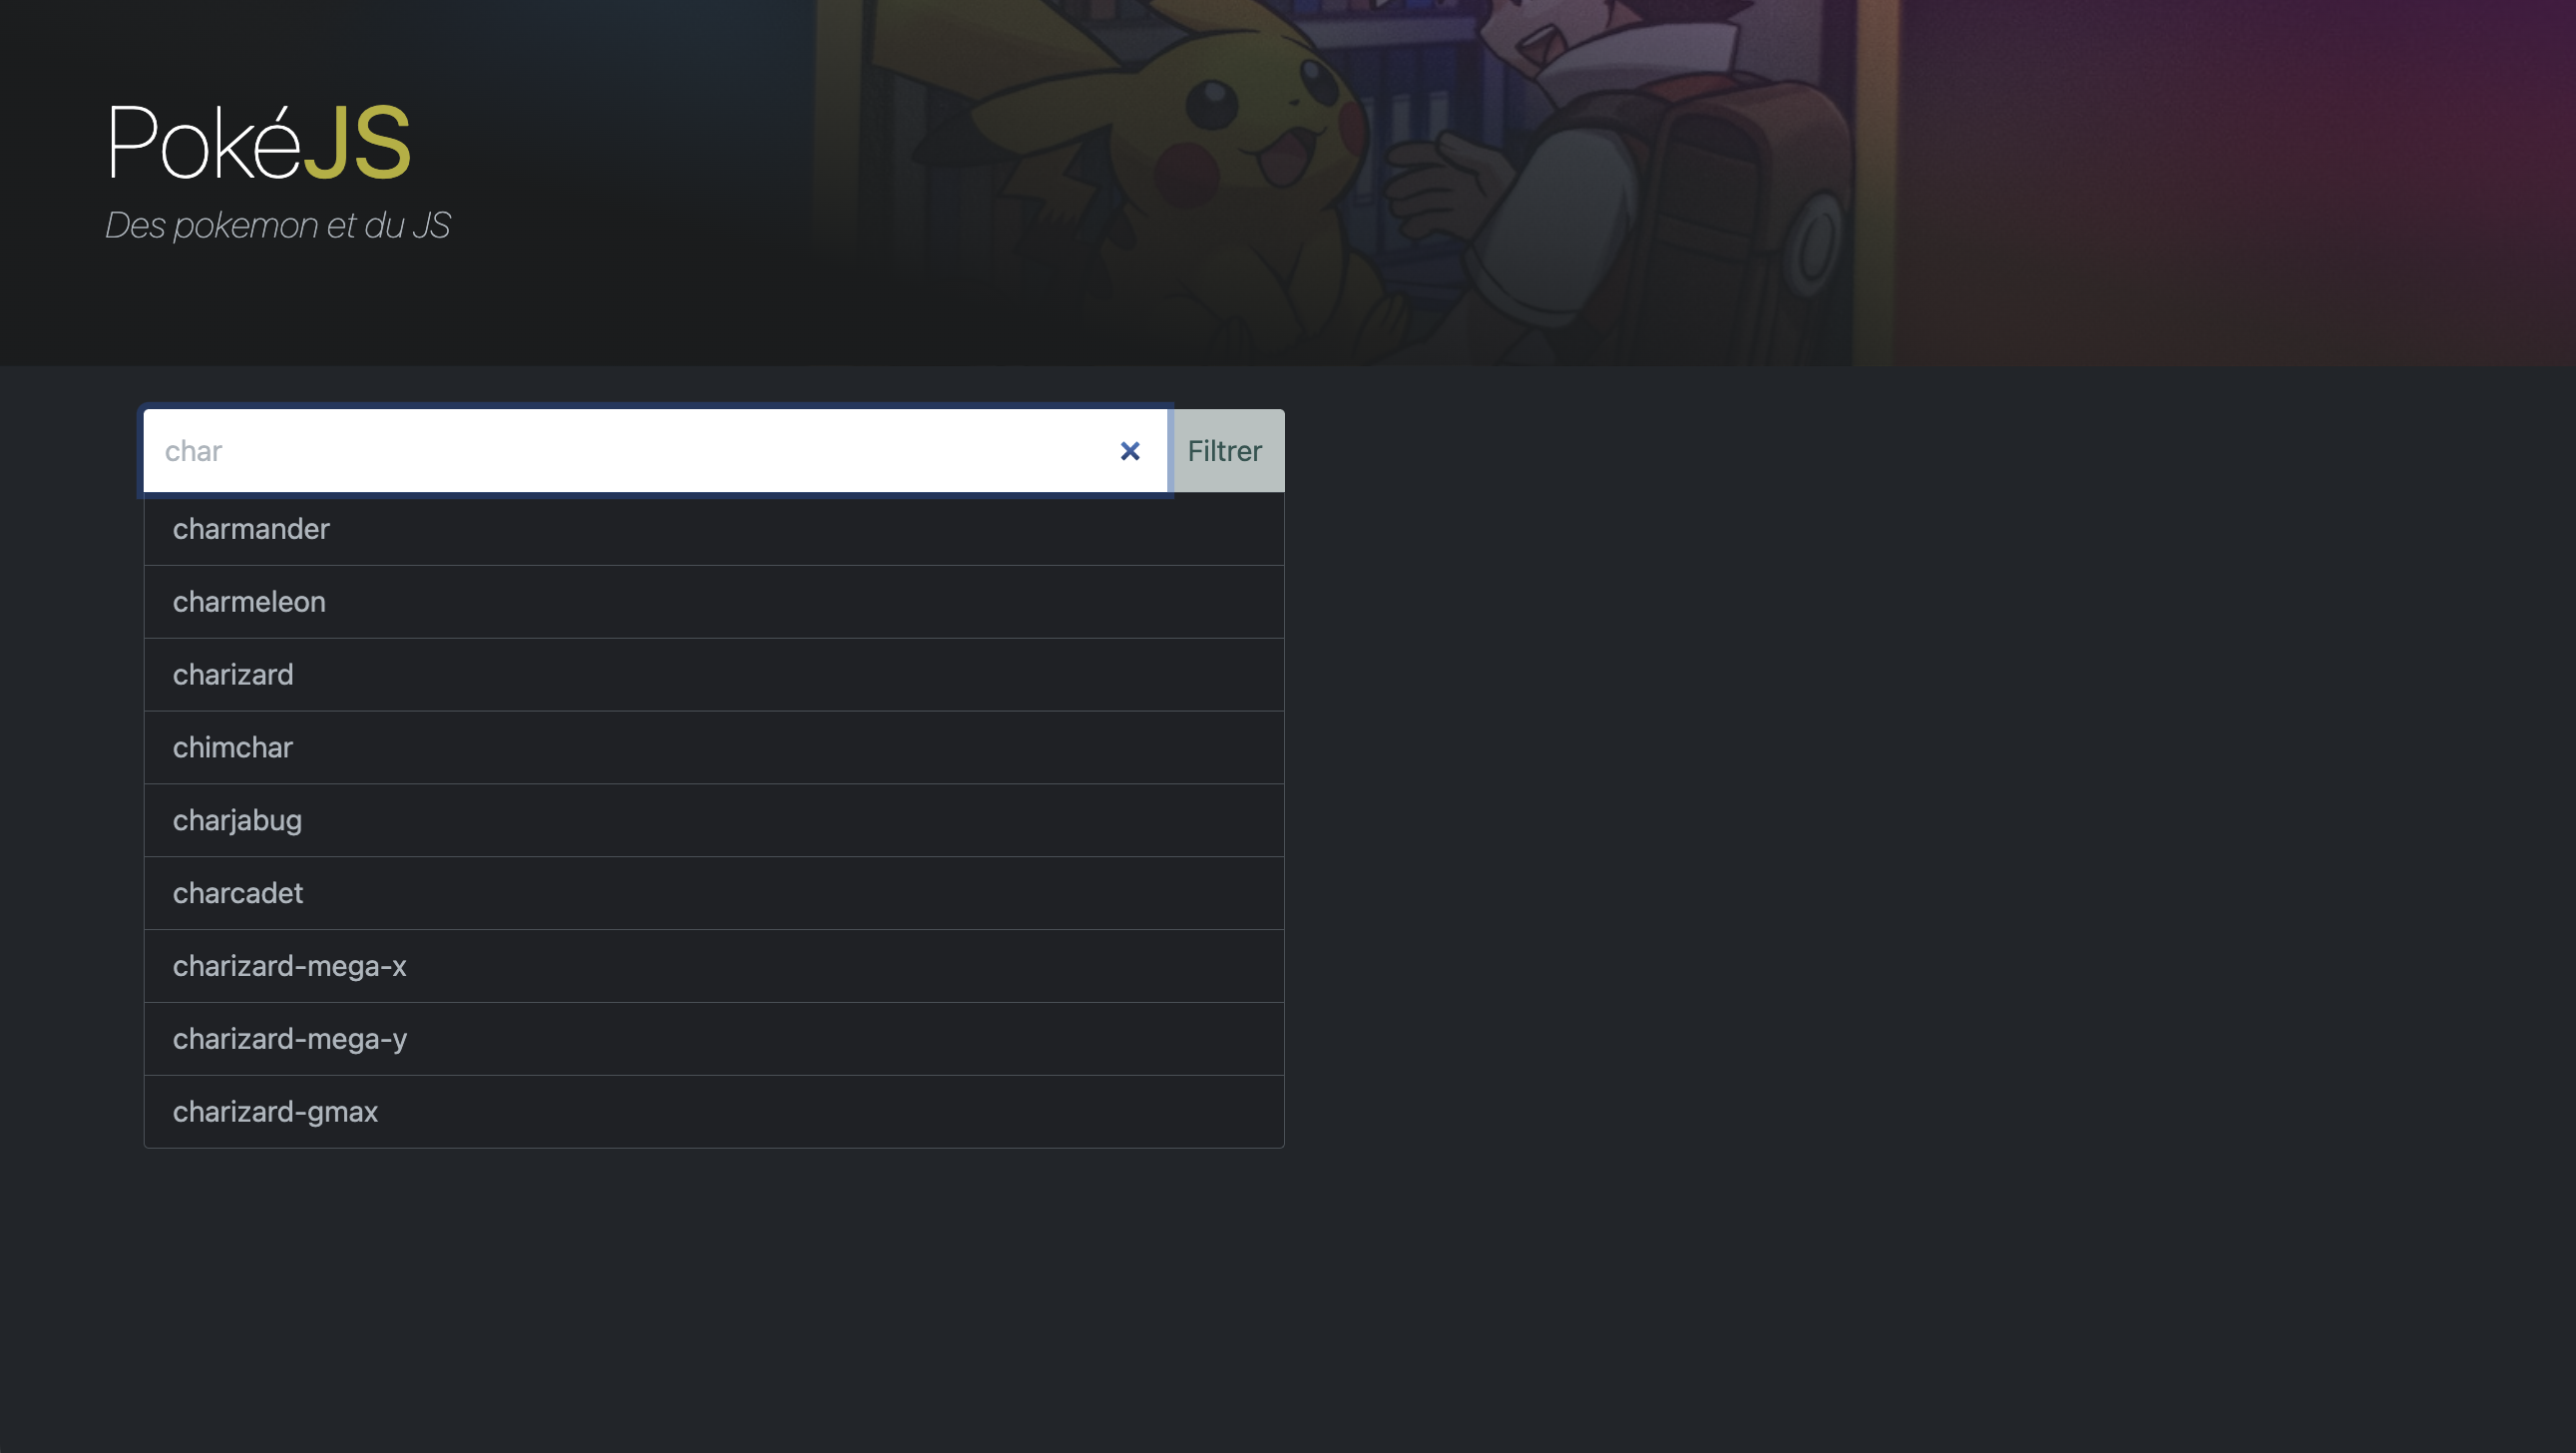 PokéJS
Des pokemon et du JS
char
Filtrer
charmander
charmeleon
charizard
chimchar
charjabug
charcadet
charizard-mega-x
charizard-mega-y
charizard-gmax